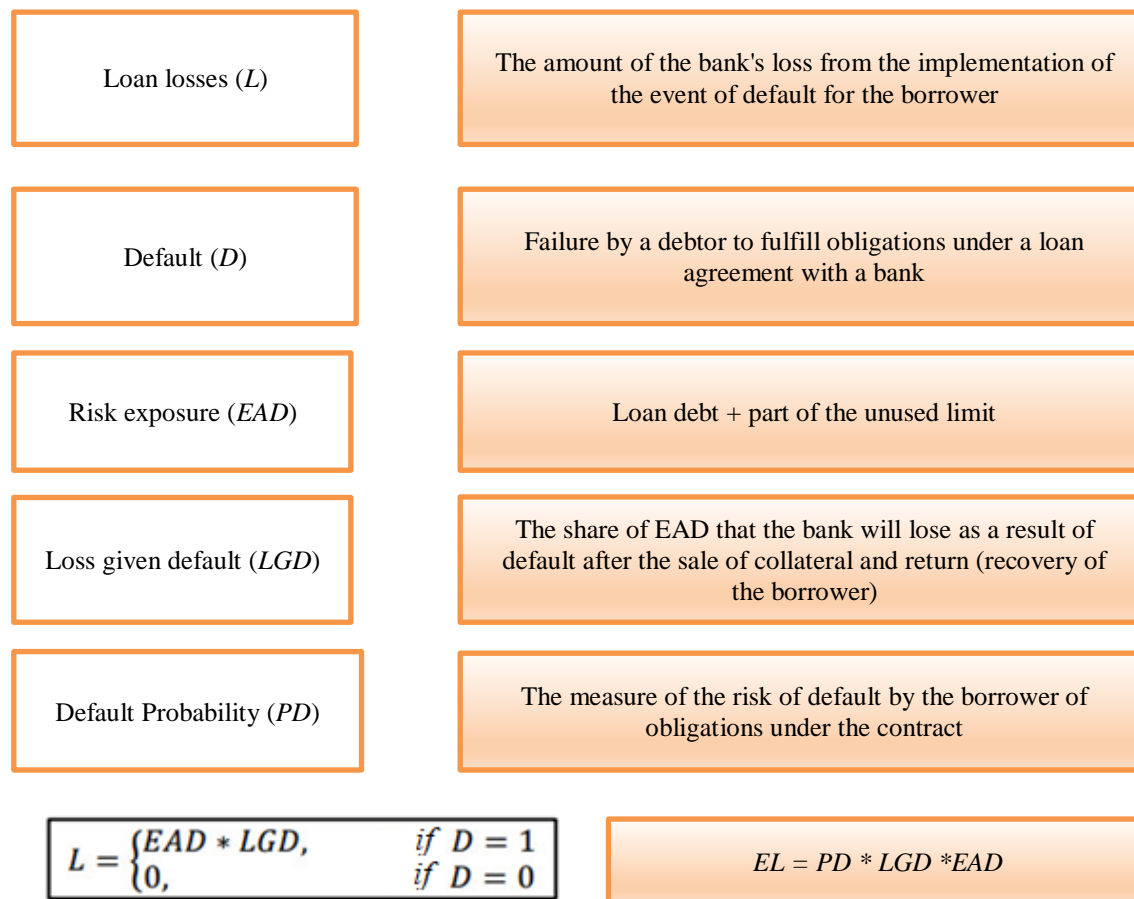 Loan losses (L)
The amount of the bank's loss from the implementation of
the event of default for the borrower
Default (D)
Failure by a debtor to fulfill obligations under a loan
agreement with a bank
Risk exposure (EAD)
Loan debt + part of the unused limit
Loss given default (LGD)
The share of EAD that the bank will lose as a result of
default after the sale of collateral and return (recovery of
the borrower)
Default Probability (PD)
The measure of the risk of default by the borrower of
obligations under the contract
L = {EAD * LGD, if D = 1
{0, if D = 0
EL = PD * LGD *EAD